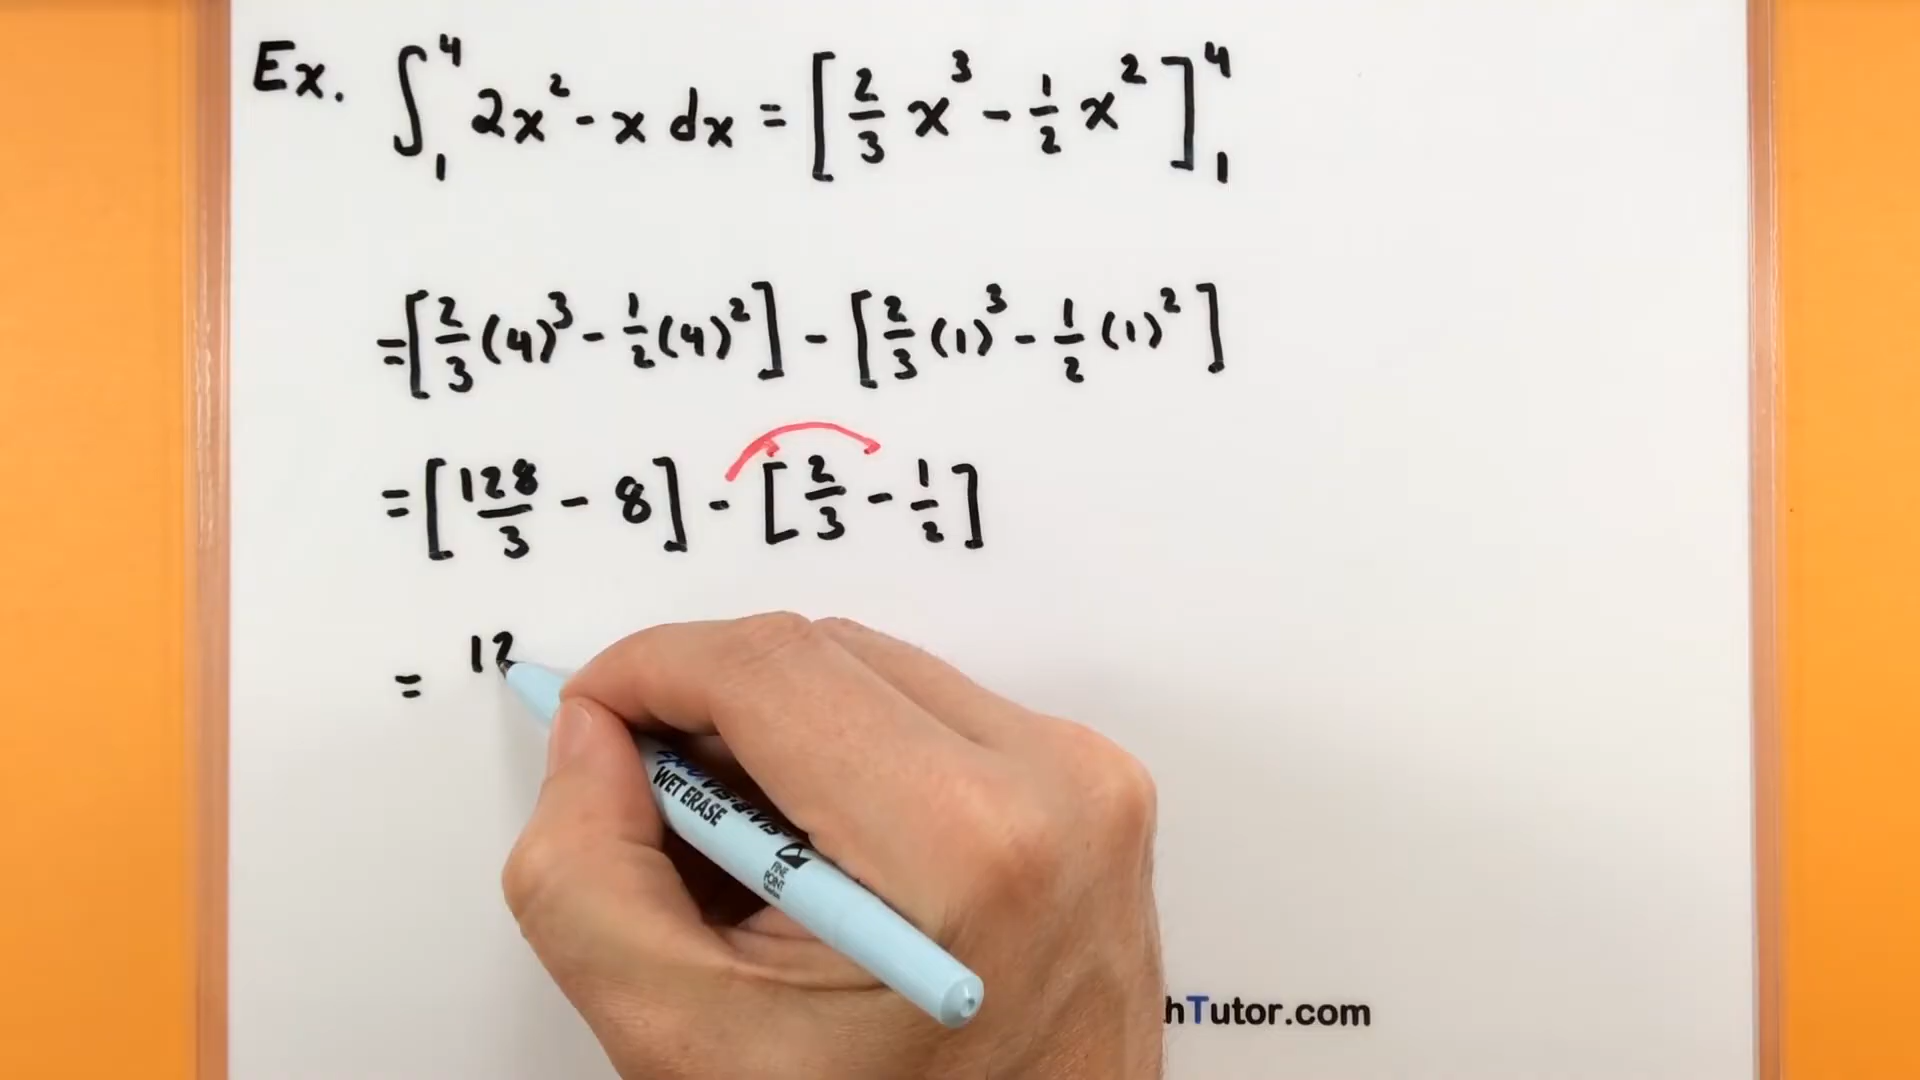 Ex. ∫₁⁴ 2x² - x dx = [2/3 x³ - 1/2 x²]₁⁴
= [2/3 (4)³ - 1/2 (4)²] - [2/3 (1)³ - 1/2 (1)²]
= [128/3 - 8] - [2/3 - 1/2]
= 12
WET ERASE
FINE
POINT
hTutor.com